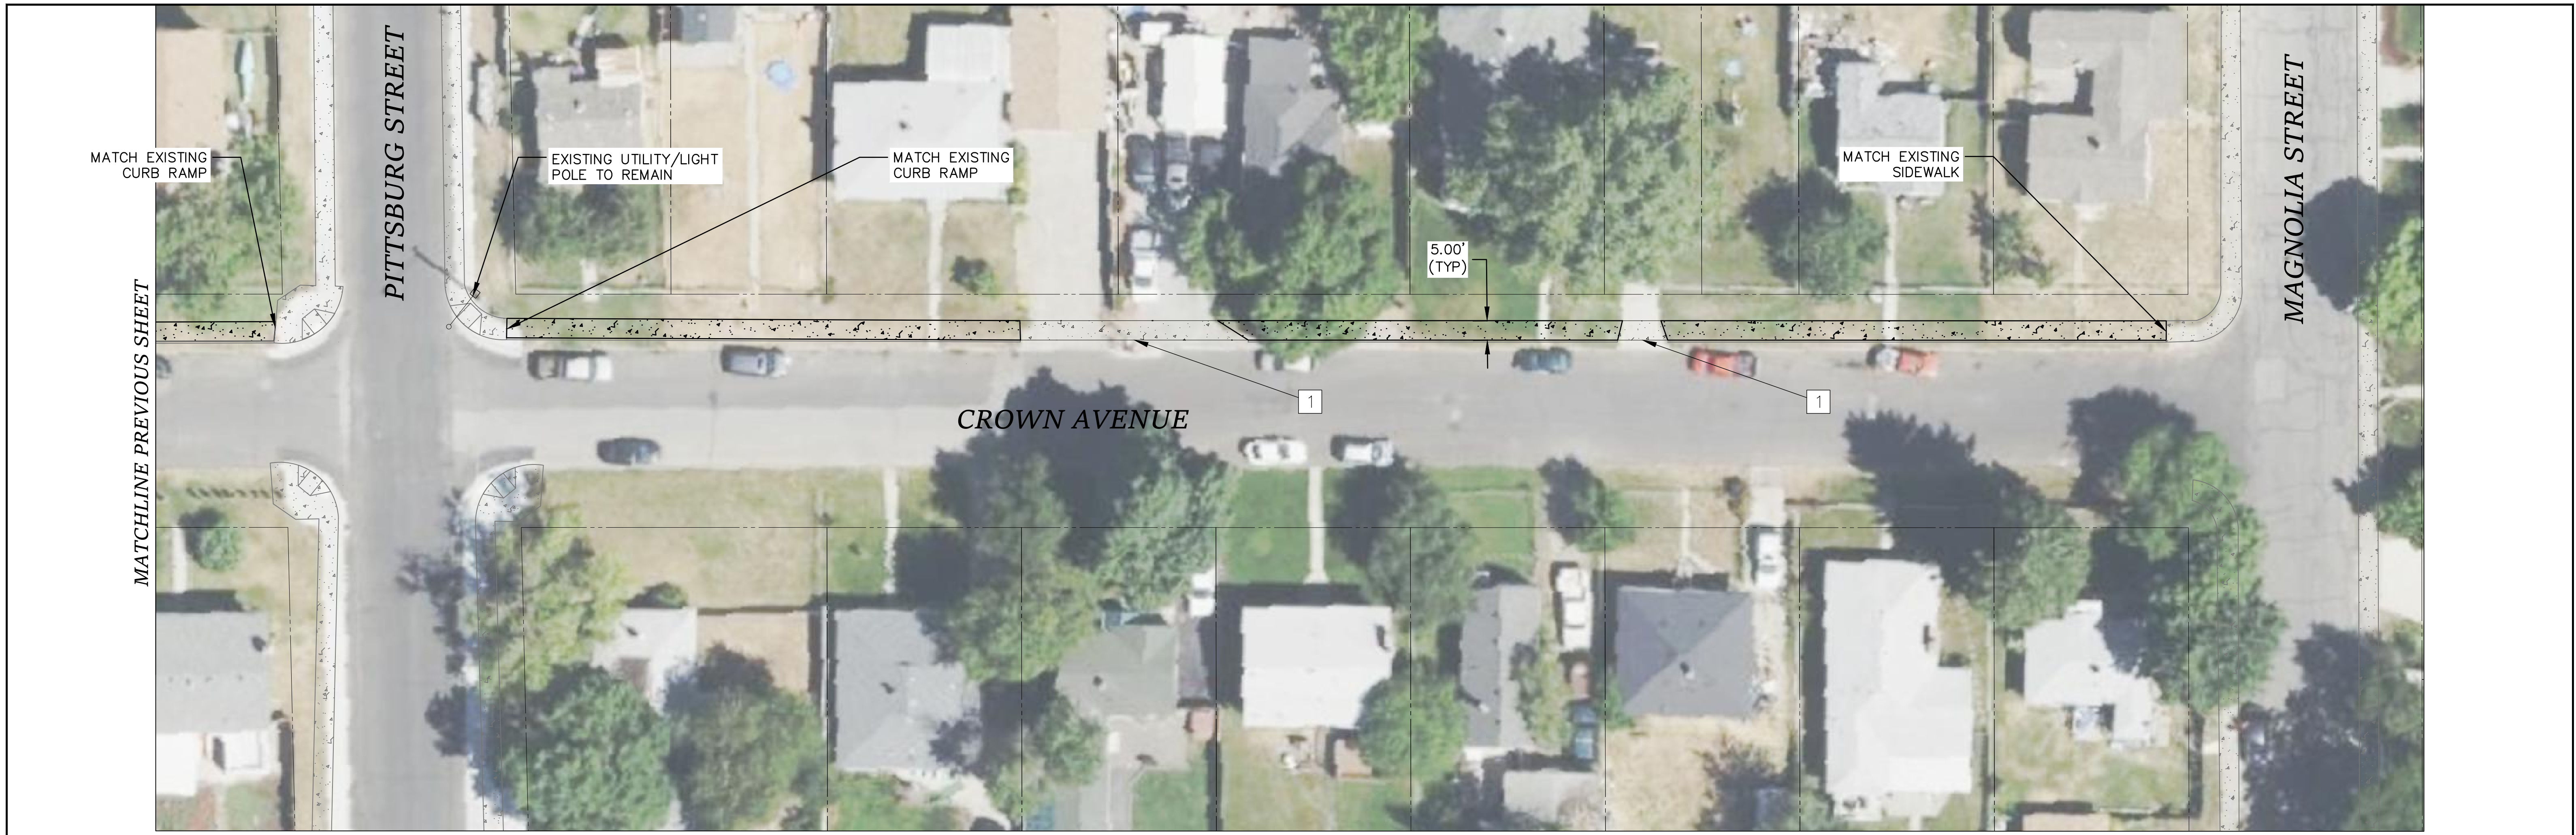 PITTSBURG STREET
MAGNOLIA STREET
MATCH EXISTING
CURB RAMP
EXISTING UTILITY/LIGHT
POLE TO REMAIN
MATCH EXISTING
CURB RAMP
MATCH EXISTING
SIDEWALK
5.00'
(TYP)
MATCHLINE PREVIOUS SHEET
1
1
CROWN AVENUE